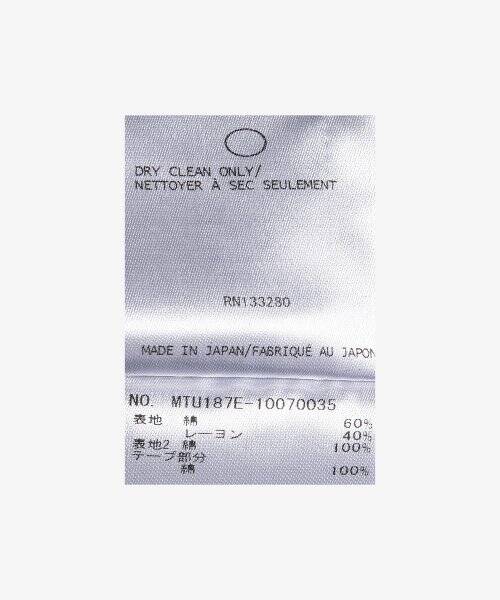 DRY CLEAN ONLY/
NETTOYER À SEC SEULEMENT
RN133280
MADE IN JAPAN/FABRIQUÉ AU JAPON
NO. MTU187E-10070035
表地 綿 60%
レーヨン 40%
表地2 綿 100%
テープ部分
綿 100%